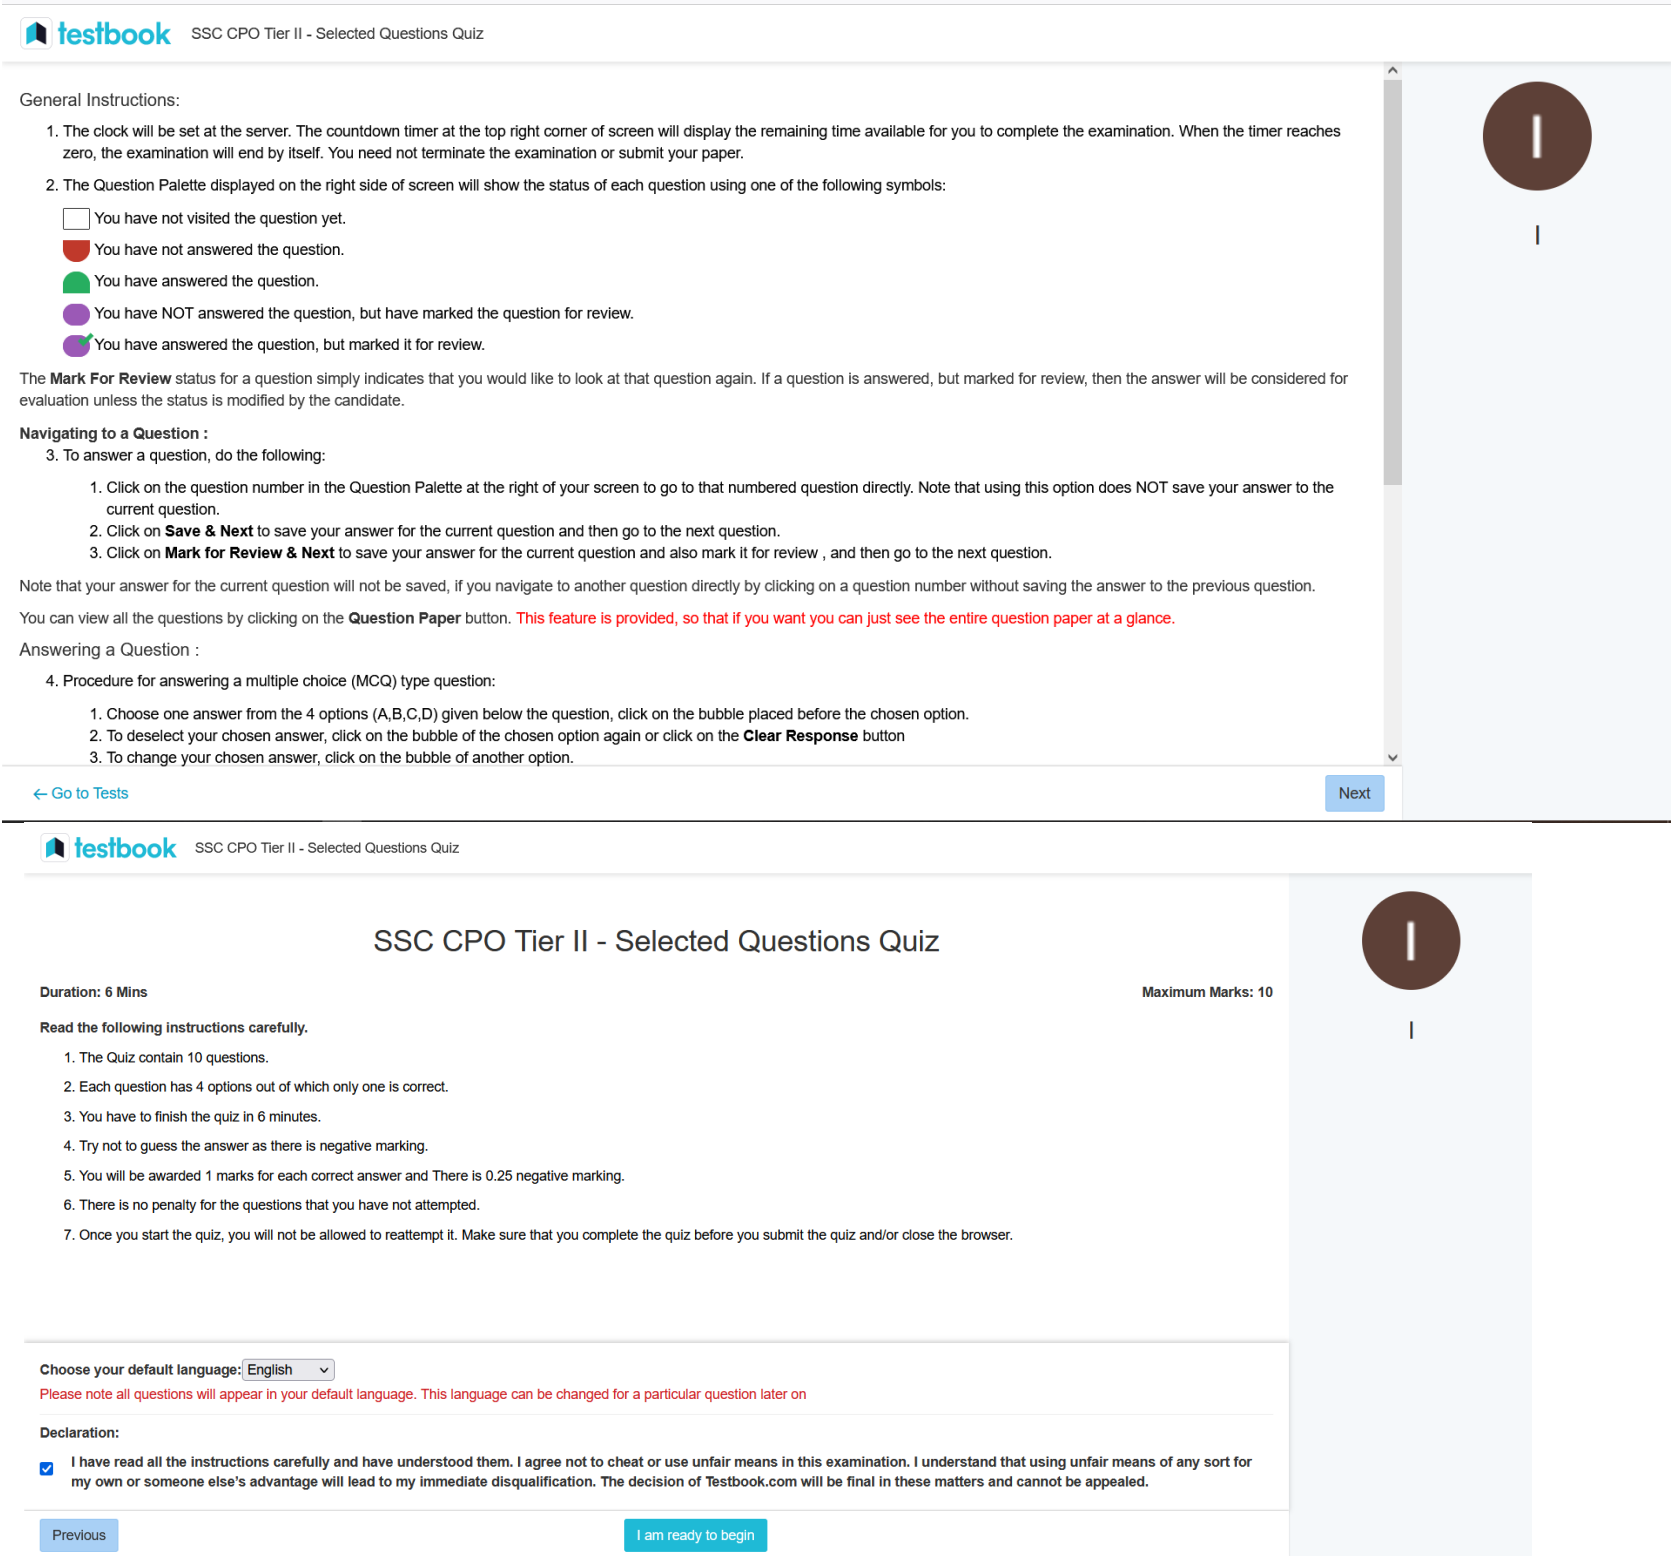 testbook SSC CPO Tier II - Selected Questions Quiz
General Instructions:
1. The clock will be set at the server. The countdown timer at the top right corner of screen will display the remaining time available for you to complete the examination. When the timer reaches
zero, the examination will end by itself. You need not terminate the examination or submit your paper.
2. The Question Palette displayed on the right side of screen will show the status of each question using one of the following symbols:
You have not visited the question yet.
You have not answered the question.
You have answered the question.
You have NOT answered the question, but have marked the question for review.
You have answered the question, but marked it for review.
The Mark For Review status for a question simply indicates that you would like to look at that question again. If a question is answered, but marked for review, then the answer will be considered for
evaluation unless the status is modified by the candidate.
Navigating to a Question :
3. To answer a question, do the following:
1. Click on the question number in the Question Palette at the right of your screen to go to that numbered question directly. Note that using this option does NOT save your answer to the
current question.
2. Click on Save & Next to save your answer for the current question and then go to the next question.
3. Click on Mark for Review & Next to save your answer for the current question and also mark it for review , and then go to the next question.
Note that your answer for the current question will not be saved, if you navigate to another question directly by clicking on a question number without saving the answer to the previous question.
You can view all the questions by clicking on the Question Paper button. This feature is provided, so that if you want you can just see the entire question paper at a glance.
Answering a Question :
4. Procedure for answering a multiple choice (MCQ) type question:
1. Choose one answer from the 4 options (A,B,C,D) given below the question, click on the bubble placed before the chosen option.
2. To deselect your chosen answer, click on the bubble of the chosen option again or click on the Clear Response button
3. To change your chosen answer, click on the bubble of another option.
← Go to Tests
Next
I
I
testbook SSC CPO Tier II - Selected Questions Quiz
SSC CPO Tier II - Selected Questions Quiz
Duration: 6 Mins
Maximum Marks: 10
Read the following instructions carefully.
1. The Quiz contain 10 questions.
2. Each question has 4 options out of which only one is correct.
3. You have to finish the quiz in 6 minutes.
4. Try not to guess the answer as there is negative marking.
5. You will be awarded 1 marks for each correct answer and There is 0.25 negative marking.
6. There is no penalty for the questions that you have not attempted.
7. Once you start the quiz, you will not be allowed to reattempt it. Make sure that you complete the quiz before you submit the quiz and/or close the browser.
Choose your default language: English
Please note all questions will appear in your default language. This language can be changed for a particular question later on
Declaration:
I have read all the instructions carefully and have understood them. I agree not to cheat or use unfair means in this examination. I understand that using unfair means of any sort for
my own or someone else's advantage will lead to my immediate disqualification. The decision of Testbook.com will be final in these matters and cannot be appealed.
Previous
I am ready to begin
I
I